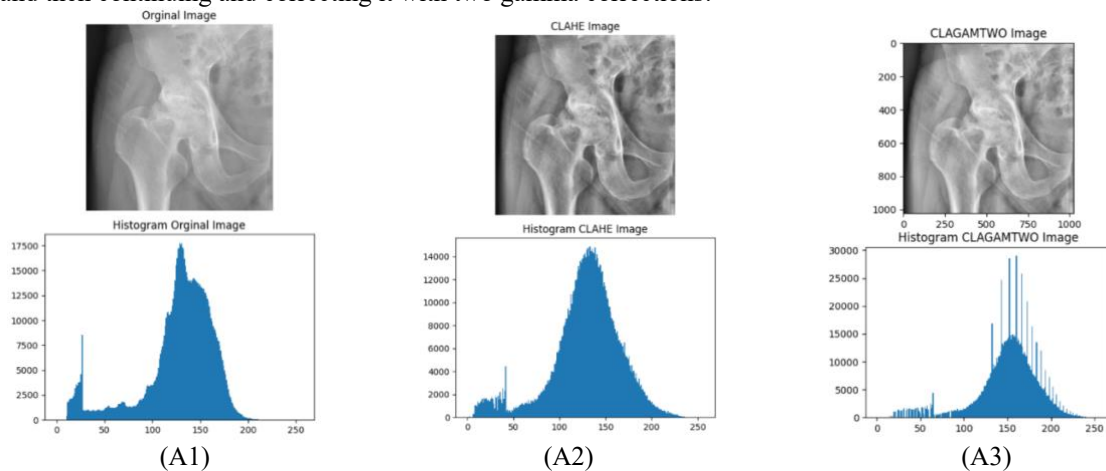 and then continuing and correcting it with two gamma corrections.
Orginal Image
CLAHE Image
CLAGAMTWO Image
0
200
400
600
800
1000
0 250 500 750 1000
Histogram Orginal Image
17500
15000
12500
10000
7500
5000
2500
0
0 50 100 150 200 250
Histogram CLAHE Image
14000
12000
10000
8000
6000
4000
2000
0
0 50 100 150 200 250
Histogram CLAGAMTWO Image
30000
25000
20000
15000
10000
5000
0
0 50 100 150 200 250
(A1) (A2) (A3)